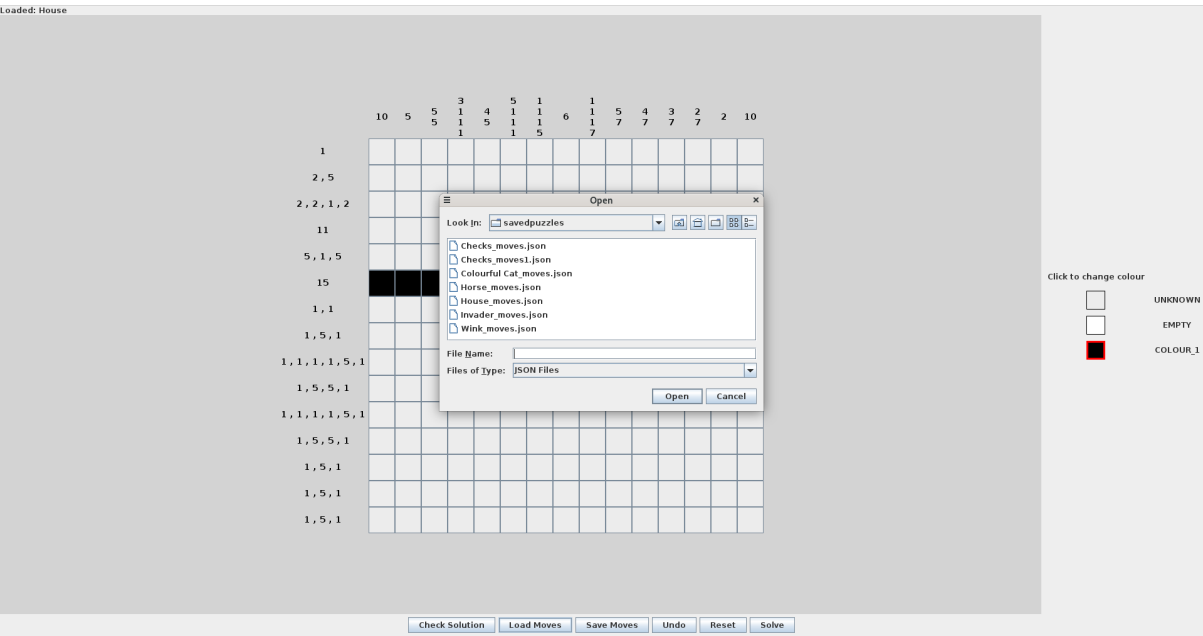 Loaded: House
10 5 5 3 4 5 1 6 1 5 4 3 2 2 10
5 1 5 1 1 1 7 7 7 7
1 1 1 1
1 1 5 7
1
2 , 5
2 , 2 , 1 , 2
11
5 , 1 , 5
15
1 , 1
1 , 5 , 1
1 , 1 , 1 , 1 , 5 , 1
1 , 5 , 5 , 1
1 , 1 , 1 , 1 , 5 , 1
1 , 5 , 5 , 1
1 , 5 , 1
1 , 5 , 1
1 , 5 , 1
Open
Look In: savedpuzzles
Checks_moves.json
Checks_moves1.json
Colourful Cat_moves.json
Horse_moves.json
House_moves.json
Invader_moves.json
Wink_moves.json
File Name:
Files of Type: JSON Files
Open Cancel
Click to change colour
UNKNOWN
EMPTY
COLOUR_1
Check Solution Load Moves Save Moves Undo Reset Solve